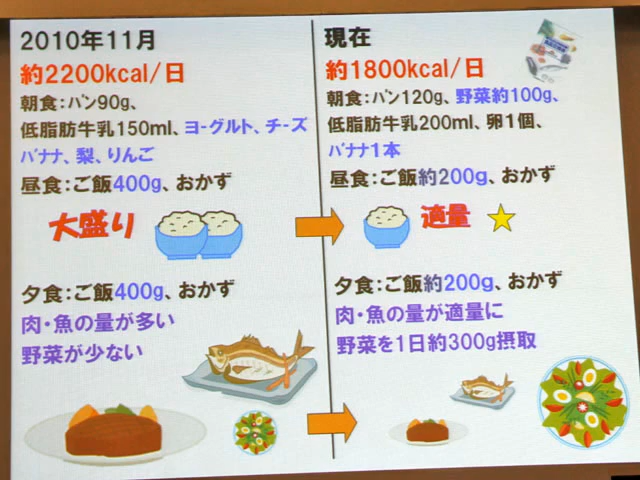 2010年11月
約2200kcal/日
朝食:パン90g、
低脂肪牛乳150ml、ヨーグルト、チーズ
バナナ、梨、りんご
昼食:ご飯400g、おかず
大盛り
夕食:ご飯400g、おかず
肉・魚の量が多い
野菜が少ない
現在
約1800kcal/日
朝食:パン120g、野菜約100g、
低脂肪牛乳200ml、卵1個、
バナナ1本
昼食:ご飯約200g、おかず
適量
夕食:ご飯約200g、おかず
肉・魚の量が適量に
野菜を1日約300g摂取